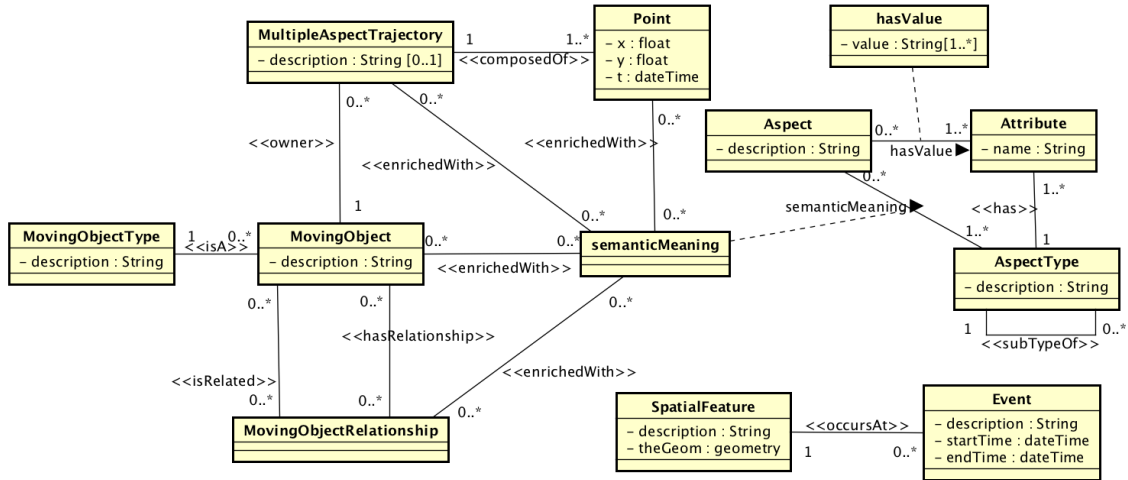 MultipleAspectTrajectory
– description : String [0..1]
1
1..*
<<composedOf>>
Point
– x : float
– y : float
– t : dateTime
hasValue
– value : String[1..*]
0..*
0..*
<<owner>>
<<enrichedWith>>
0..*
<<enrichedWith>>
Aspect
– description : String
0..*
1..*
hasValue
Attribute
– name : String
0..*
semanticMeaning
1..*
1..*
<<has>>
1
1
0..*
0..*
MovingObjectType
– description : String
1
0..*
<<isA>>
MovingObject
– description : String
0..*
0..*
<<enrichedWith>>
semanticMeaning
AspectType
– description : String
1
0..*
<<subTypeOf>>
0..*
0..*
0..*
<<hasRelationship>>
<<isRelated>>
<<enrichedWith>>
0..*
0..*
0..*
MovingObjectRelationship
SpatialFeature
– description : String
– theGeom : geometry
<<occursAt>>
1
0..*
Event
– description : String
– startTime : dateTime
– endTime : dateTime